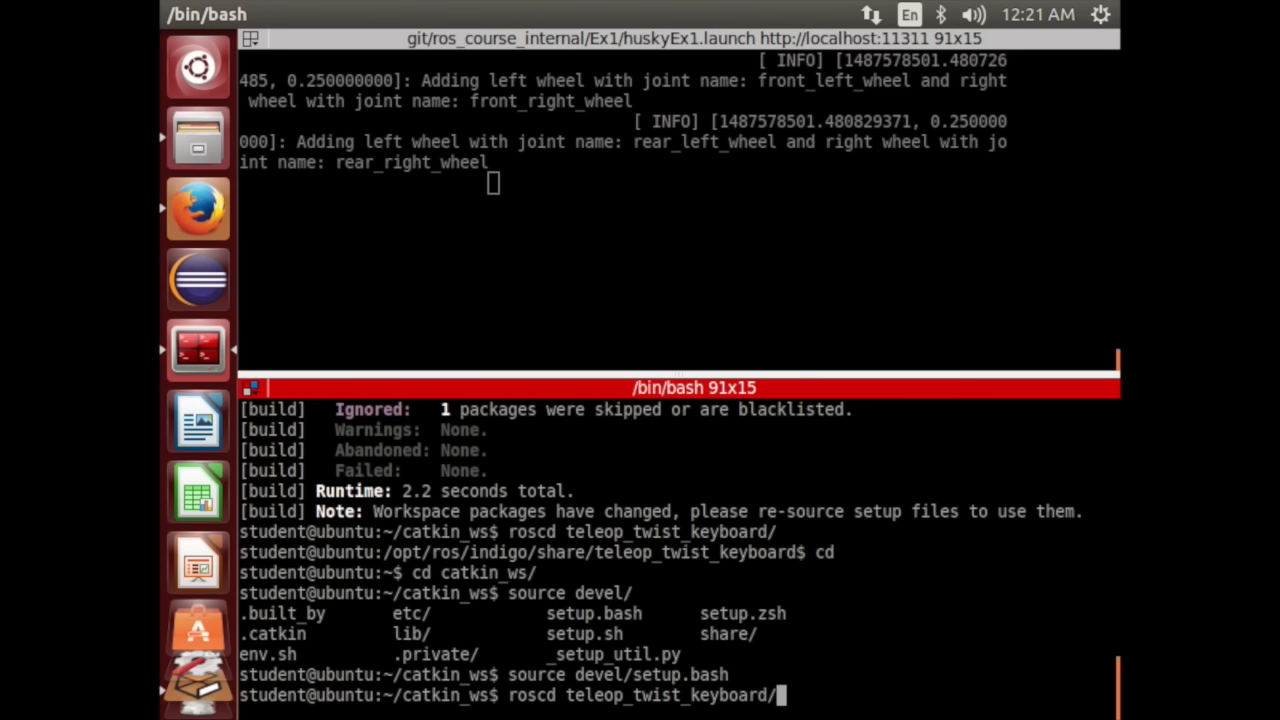 /bin/bash
En
12:21 AM
git/ros_course_internal/Ex1/huskyEx1.launch http://localhost:11311 91x15
[ INFO] [1487578501.480726
485, 0.250000000]: Adding left wheel with joint name: front_left_wheel and right
wheel with joint name: front_right_wheel
[ INFO] [1487578501.480829371, 0.250000
000]: Adding left wheel with joint name: rear_left_wheel and right wheel with jo
int name: rear_right_wheel
/bin/bash 91x15
[build] Ignored: 1 packages were skipped or are blacklisted.
[build] Warnings: None.
[build] Abandoned: None.
[build] Failed: None.
[build] Runtime: 2.2 seconds total.
[build] Note: Workspace packages have changed, please re-source setup files to use them.
student@ubuntu:~/catkin_ws$ roscd teleop_twist_keyboard/
student@ubuntu:/opt/ros/indigo/share/teleop_twist_keyboard$ cd
student@ubuntu:~$ cd catkin_ws/
student@ubuntu:~/catkin_ws$ source devel/
.built_by etc/ setup.bash setup.zsh
.catkin lib/ setup.sh share/
env.sh .private/ _setup_util.py
student@ubuntu:~/catkin_ws$ source devel/setup.bash
student@ubuntu:~/catkin_ws$ roscd teleop_twist_keyboard/